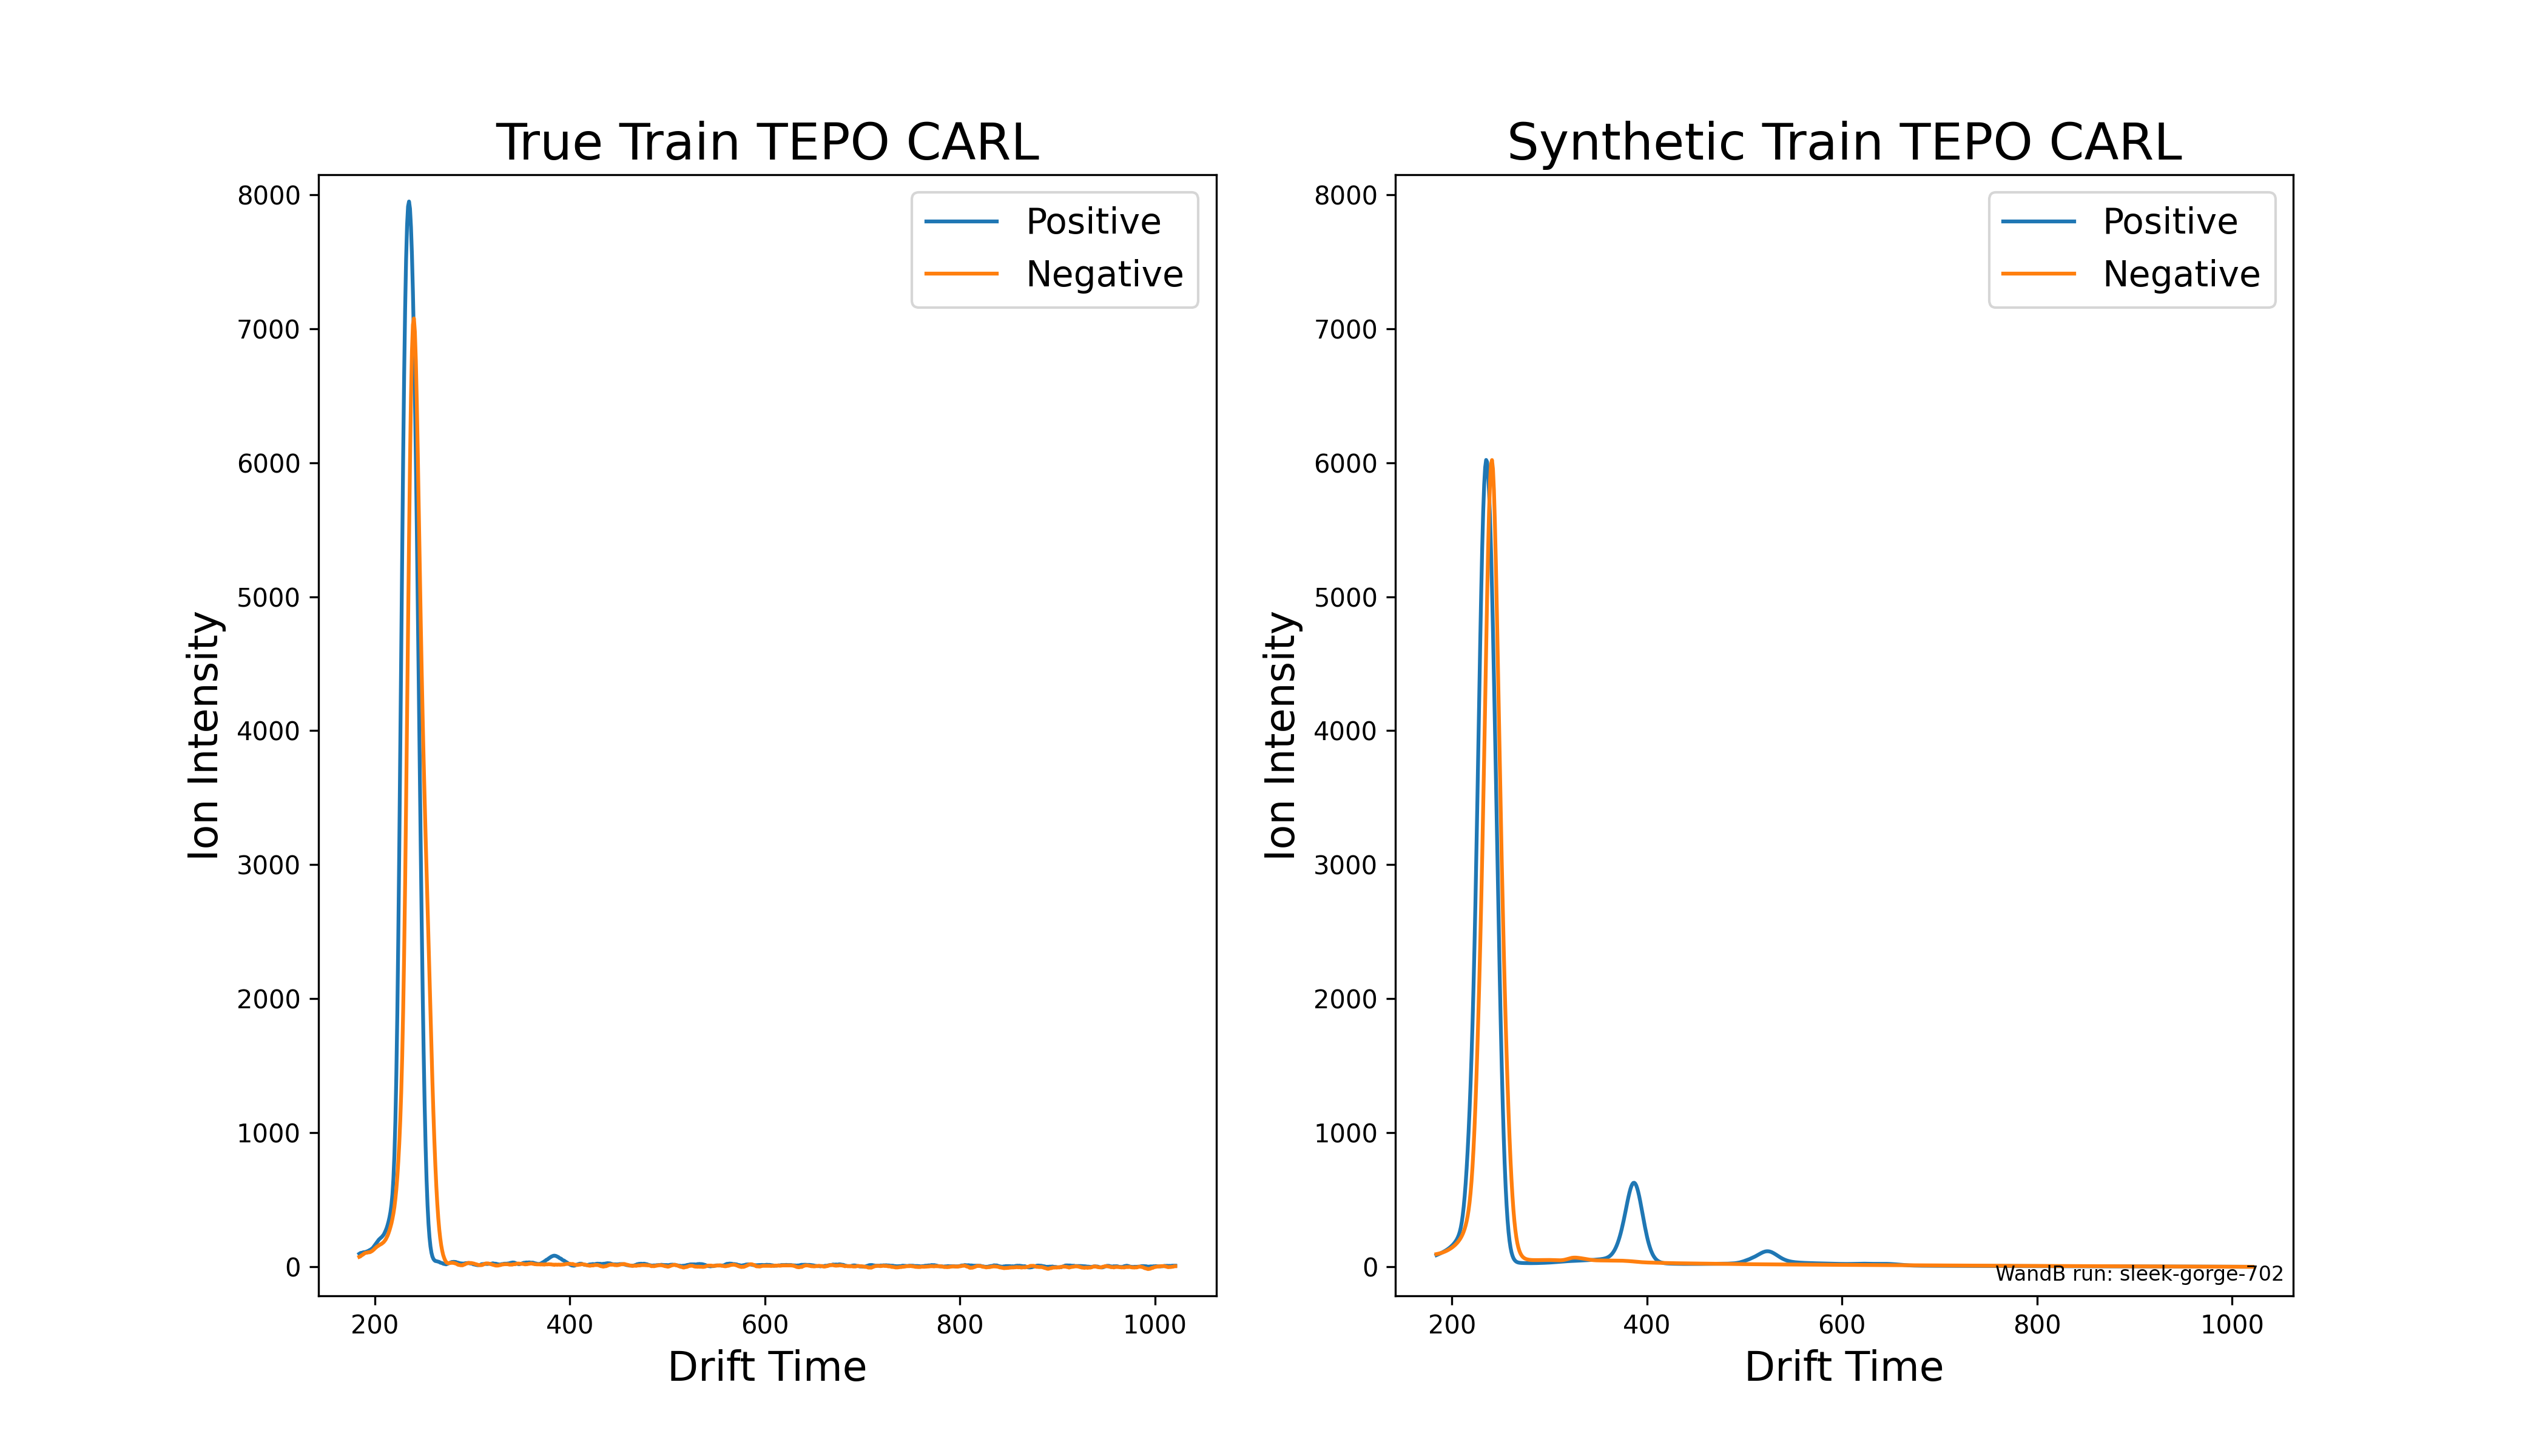 True Train TEPO CARL
Synthetic Train TEPO CARL
8000
7000
6000
5000
4000
3000
2000
1000
0
Ion Intensity
Positive
Negative
200
400
600
800
1000
Drift Time
8000
7000
6000
5000
4000
3000
2000
1000
0
Ion Intensity
Positive
Negative
WandB run: sleek-gorge-702
200
400
600
800
1000
Drift Time